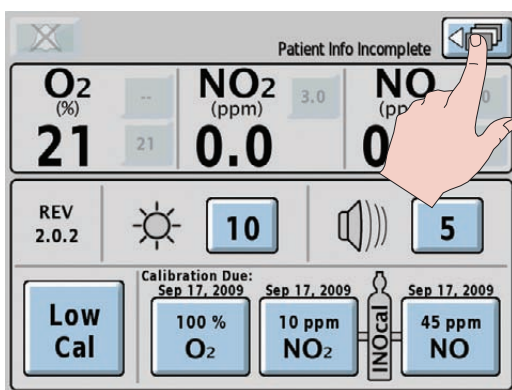 Patient Info Incomplete
O2 (%) -- 21 21
NO2 (ppm) 3.0 0.0
NO
REV 2.0.2
10
5
Low Cal
Calibration Due:
Sep 17, 2009 Sep 17, 2009 Sep 17, 2009
100 % O2
10 ppm NO2
INOcal
45 ppm NO